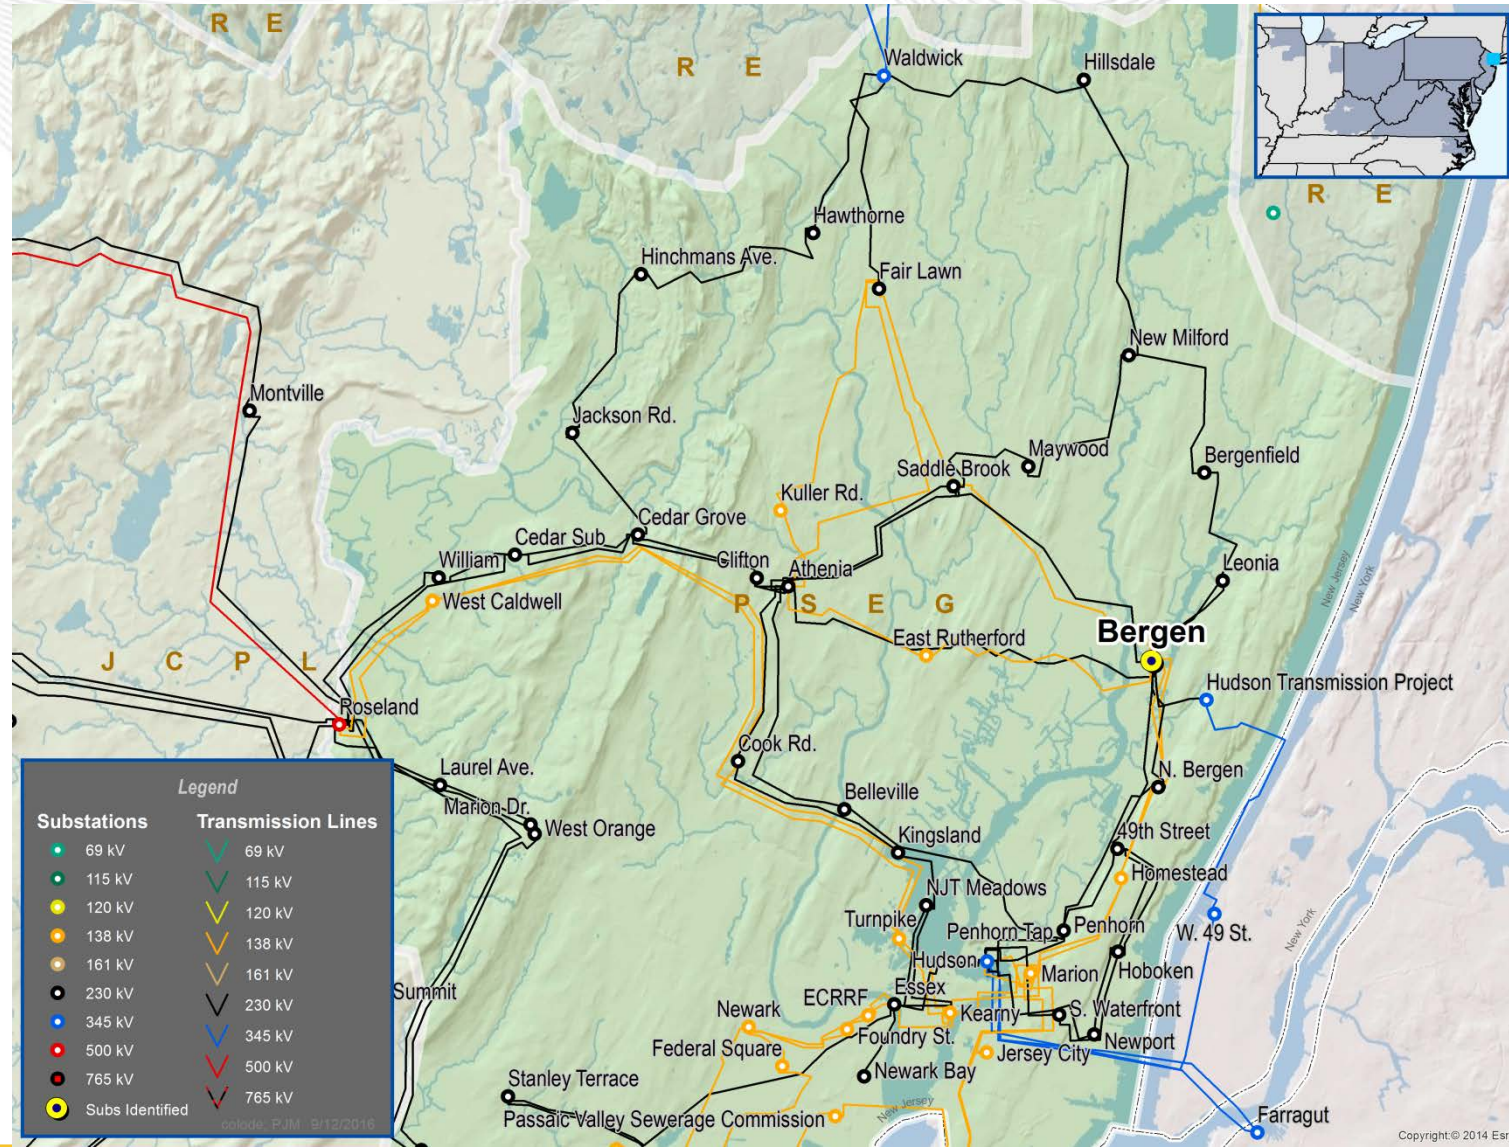 R E
R E
Waldwick
Hillsdale
R E
Hawthorne
Hinchmans Ave.
Fair Lawn
New Milford
Montville
Jackson Rd.
Maywood
Bergenfield
Saddle Brook
Kuller Rd.
Cedar Grove
Cedar Sub
William
Clifton
Athenia
Leonia
New Jersey
New York
West Caldwell
P S E G
East Rutherford
Bergen
J C P L
Hudson Transmission Project
Roseland
Cook Rd.
N. Bergen
Laurel Ave.
Marion Dr.
West Orange
Belleville
49th Street
Kingsland
Homestead
NJT Meadows
Turnpike
Penhorn Tap
Penhorn
W. 49 St.
New York
Hudson
Marion
Hoboken
Summit
Essex
ECRRF
Newark
Kearny
S. Waterfront
Foundry St.
Newport
Federal Square
Jersey City
Newark Bay
Stanley Terrace
New Jersey
Passaic Valley Sewerage Commission
Farragut
Legend
Substations
69 kV
115 kV
120 kV
138 kV
161 kV
230 kV
345 kV
500 kV
765 kV
Subs Identified
Transmission Lines
69 kV
115 kV
120 kV
138 kV
161 kV
230 kV
345 kV
500 kV
765 kV
colode: PJM 9/12/2016
Copyright:© 2014 Esr